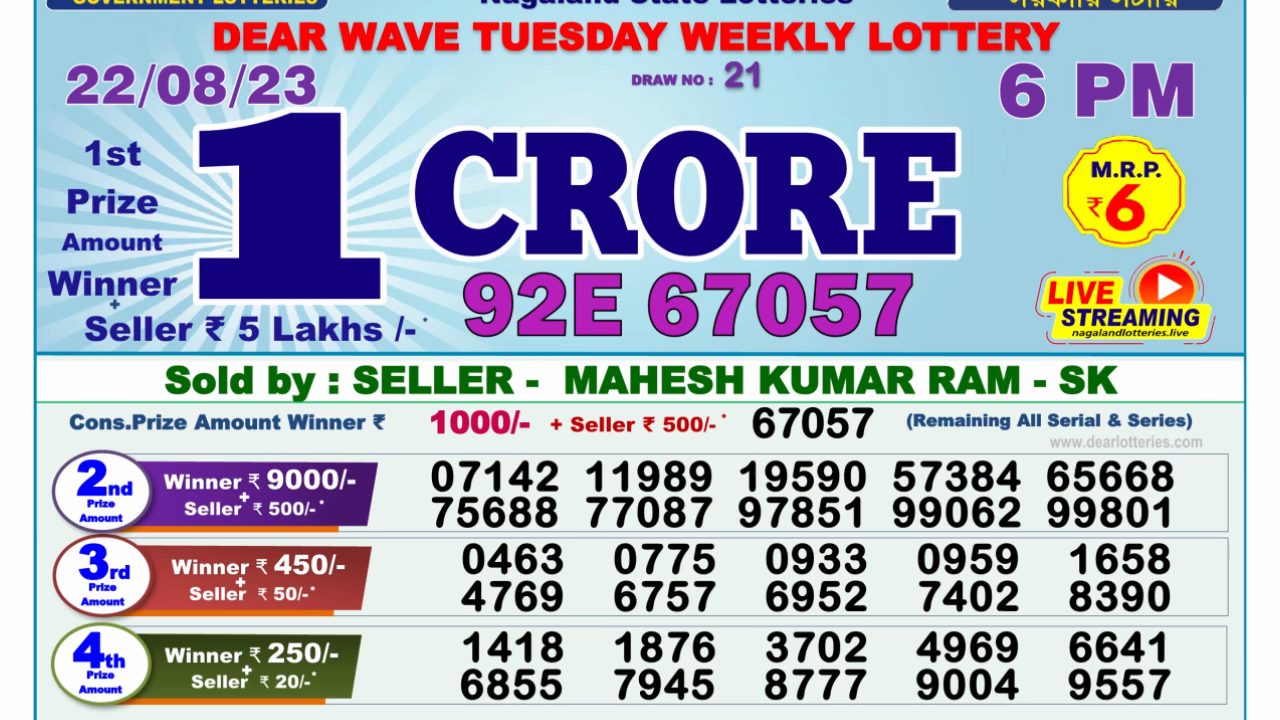 GOVERNMENT LOTTERIES
Nagaland State Lotteries
DEAR WAVE TUESDAY WEEKLY LOTTERY
22/08/23
DRAW NO : 21
6 PM
1st
Prize
Amount
Winner
+
Seller ₹ 5 Lakhs /- *
1 CRORE
92E 67057
M.R.P.
₹6
LIVE
STREAMING
nagalandlotteries.live
Sold by : SELLER - MAHESH KUMAR RAM - SK
Cons.Prize Amount Winner ₹ 1000/- + Seller ₹ 500/- * 67057 (Remaining All Serial & Series)
www.dearlotteries.com
2nd
Prize
Amount
Winner ₹ 9000/-
+
Seller ₹ 500/-*
07142 11989 19590 57384 65668
75688 77087 97851 99062 99801
3rd
Prize
Amount
Winner ₹ 450/-
+
Seller ₹ 50/-*
0463 0775 0933 0959 1658
4769 6757 6952 7402 8390
4th
Prize
Amount
Winner ₹ 250/-
+
Seller ₹ 20/-*
1418 1876 3702 4969 6641
6855 7945 8777 9004 9557